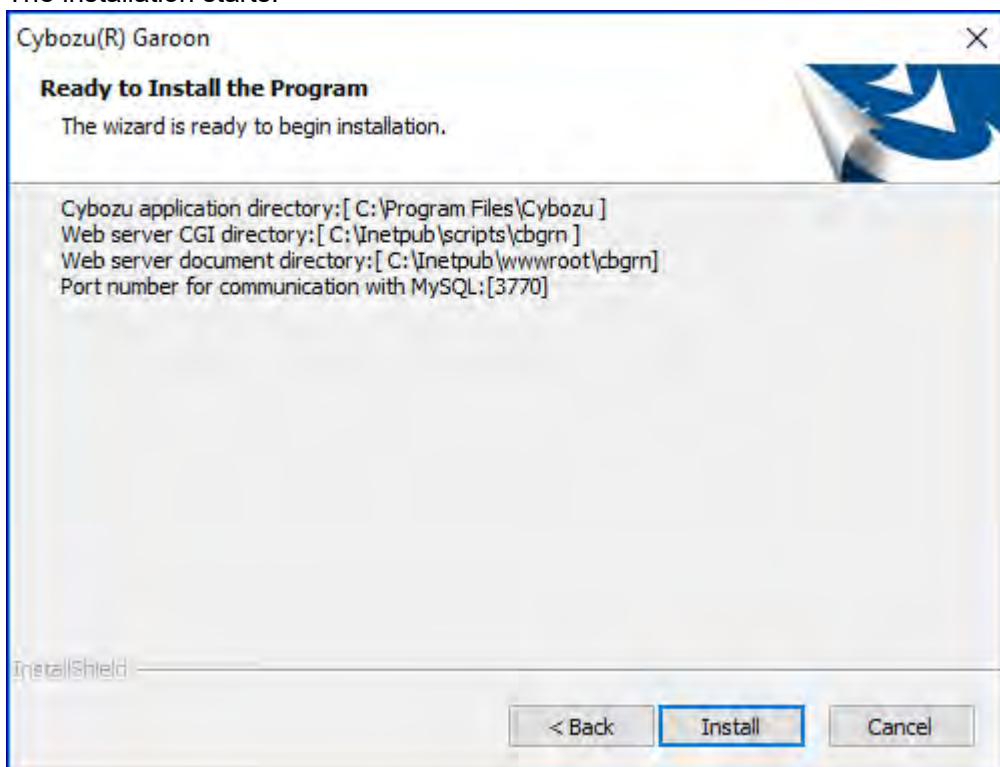 The installation starts.
Cybozu(R) Garoon
Ready to Install the Program
The wizard is ready to begin installation.
Cybozu application directory:[ C:\Program Files\Cybozu ]
Web server CGI directory:[ C:\Inetpub\scripts\cbgrn ]
Web server document directory:[ C:\Inetpub\wwwroot\cbgrn]
Port number for communication with MySQL:[3770]
InstallShield
< Back Install Cancel